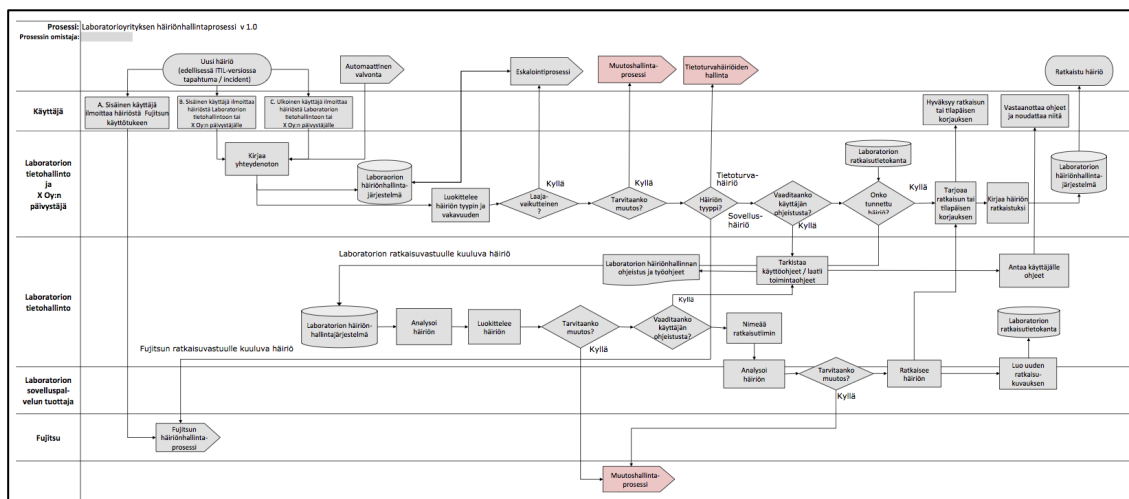 Prosessi: Laboratorioyrityksen häiriönhallintaprosessi v 1.0
Prosessin omistaja:
Uusi häiriö
(edellisessä ITIL-versiossa
tapahtuma / incident)
Automaattinen
valvonta
Eskalointiprosessi
Muutoshallinta-
prosessi
Tietoturvahäiriöiden
hallinta
Ratkaistu häiriö
Käyttäjä
A. Sisäinen käyttäjä
ilmoittaa häiriöstä Fujitsun
käyttötukeen
B. Sisäinen käyttäjä ilmoittaa
häiriöstä Laboratorion
tietohallintoon tai
X Oy:n päivystäjälle
C. Ulkoinen käyttäjä ilmoittaa
häiriöstä Laboratorion
tietohallintoon tai
X Oy:n päivystäjälle
Hyväksyy ratkaisun
tai tilapäisen
korjauksen
Vastaanottaa ohjeet
ja noudattaa niitä
Laboratorion
tietohallinto
ja
X Oy:n
päivystäjä
Kirjaa
yhteydenoton
Laboraorion
häiriönhallinta-
järjestelmä
Luokittelee
häiriön tyypin ja
vakavuuden
Laaja-
vaikutteinen
?
Kyllä
Tarvitaanko
muutos?
Kyllä
Häiriön
tyyppi?
Tietoturva-
häiriö
Sovellus-
häiriö
Vaaditaanko
käyttäjän
ohjeistusta?
Kyllä
Laboratorion
ratkaisutietokanta
Onko
tunnettu
häiriö?
Kyllä
Tarjoaa
ratkaisun tai
tilapäisen
korjauksen
Kirjaa häiriön
ratkaistuksi
Laboratorion
häiriönhallinta-
järjestelmä
Laboratorion
tietohallinto
Laboratorion ratkaisuvastuulle kuuluva häiriö
Laboratorion häiriönhallinnan
ohjeistus ja työohjeet
Tarkistaa
käyttöohjeet / laatii
toimintaohjeet
Antaa käyttäjälle
ohjeet
Laboratorion häiriön-
hallintajärjestelmä
Analysoi
häiriön
Luokittelee
häiriön
Tarvitaanko
muutos?
Kyllä
Vaaditaanko
käyttäjän
ohjeistusta?
Kyllä
Nimeää
ratkaisutiimin
Laboratorion
ratkaisutietokanta
Fujitsun ratkaisuvastuulle kuuluva häiriö
Laboratorion
sovelluspal-
velun tuottaja
Analysoi
häiriön
Tarvitaanko
muutos?
Kyllä
Ratkaisee
häiriön
Luo uuden
ratkaisu-
kuvauksen
Fujitsu
Fujitsun
häiriönhallinta-
prosessi
Muutoshallinta-
prosessi